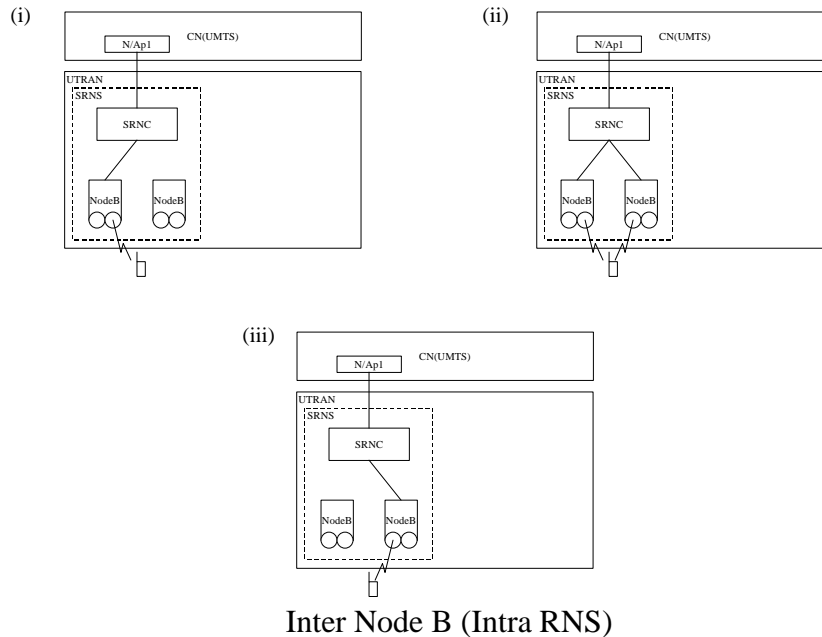 (i)
CN(UMTS)
N/Ap1
UTRAN
SRNS
SRNC
NodeB
NodeB
(ii)
CN(UMTS)
N/Ap1
UTRAN
SRNS
SRNC
NodeB
NodeB
(iii)
CN(UMTS)
N/Ap1
UTRAN
SRNS
SRNC
NodeB
NodeB
Inter Node B (Intra RNS)